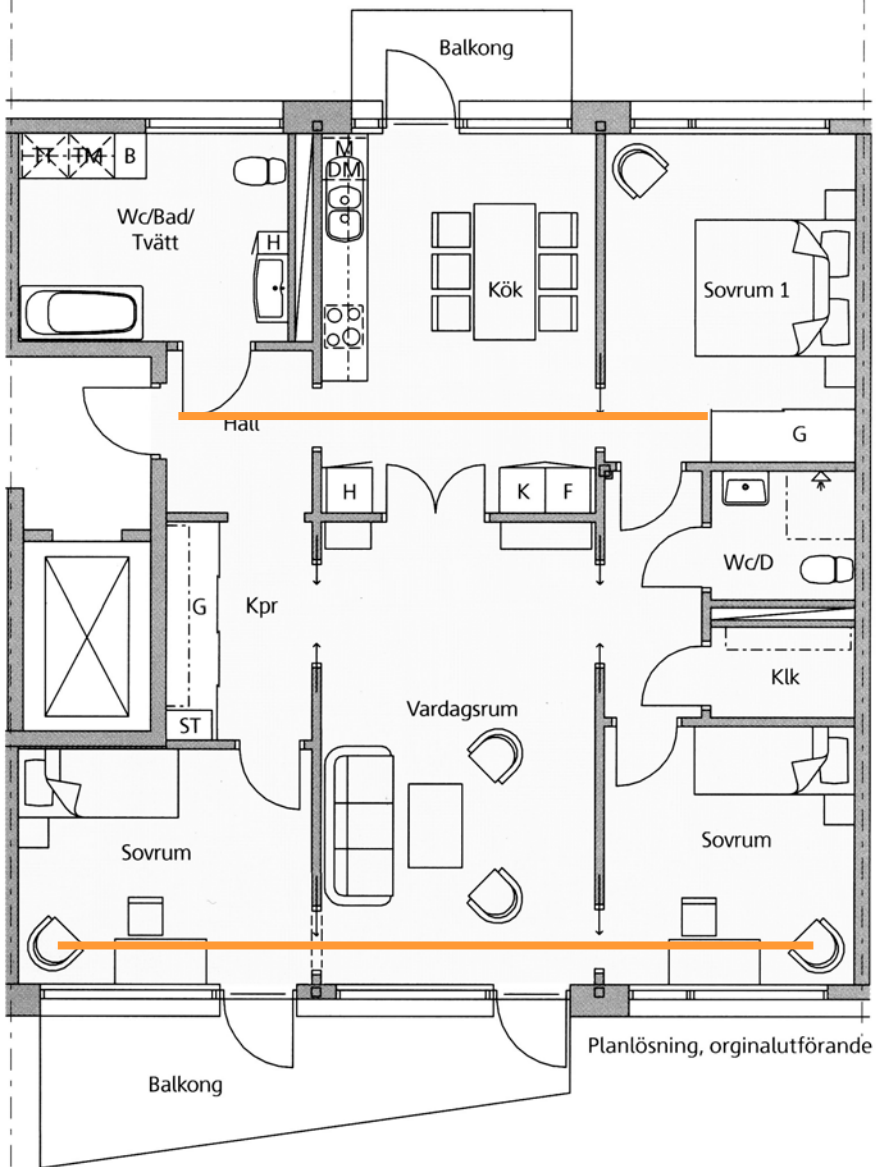 Balkong
TT TM B
M
DM
Wc/Bad/
Tvätt
H
Kök
Sovrum 1
Hall
G
H
K
F
Wc/D
G
Kpr
Klk
ST
Vardagsrum
Sovrum
Sovrum
Planlösning, orginalutförande
Balkong